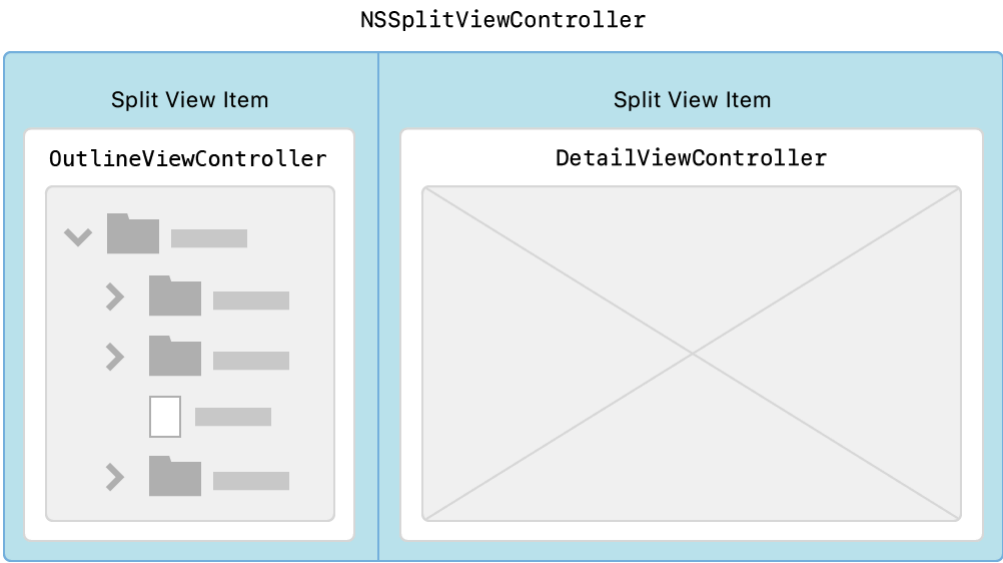 NSSplitViewController
Split View Item
OutlineViewController
Split View Item
DetailViewController